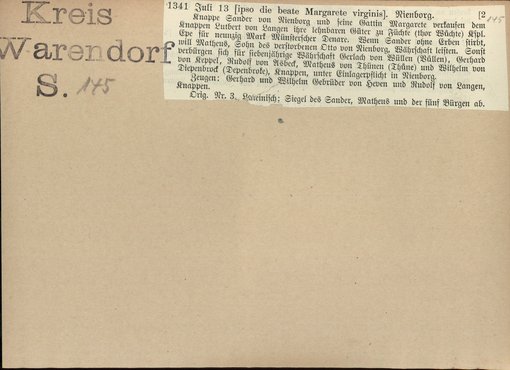 Kreis
Warendorf
S. 145
1341 Juli 13 [ipso die beate Margarete virginis]. Nienborg. [2
145
Knappe Sander von Nienborg und seine Gattin Margarete verkaufen dem
Knappen Lutbert von Langen ihre lehnbaren Güter zu Füchte (thor Wüchte) Kspl.
Epe für neunzig Mark Münsterischer Denare. Wenn Sander ohne Erben stirbt,
will Matheus, Sohn des verstorbenen Otto von Nienborg, Währschaft leisten. Sonst
verbürgen sich für siebenjährige Währschaft Gerlach von Wüllen (Büllen), Gerhard
von Keppel, Rudolf von Asbeck, Matheus von Thünen (Thüne) und Wilhelm von
Diepenbrock (Depenbroke), Knappen, unter Einlagerpflicht in Nienborg.
Zeugen: Gerhard und Wilhelm Gebrüder von Heven und Rudolf von Langen,
Knappen.
Orig. Nr. 3. Lateinisch; Siegel des Sander, Matheus und der fünf Bürgen ab.